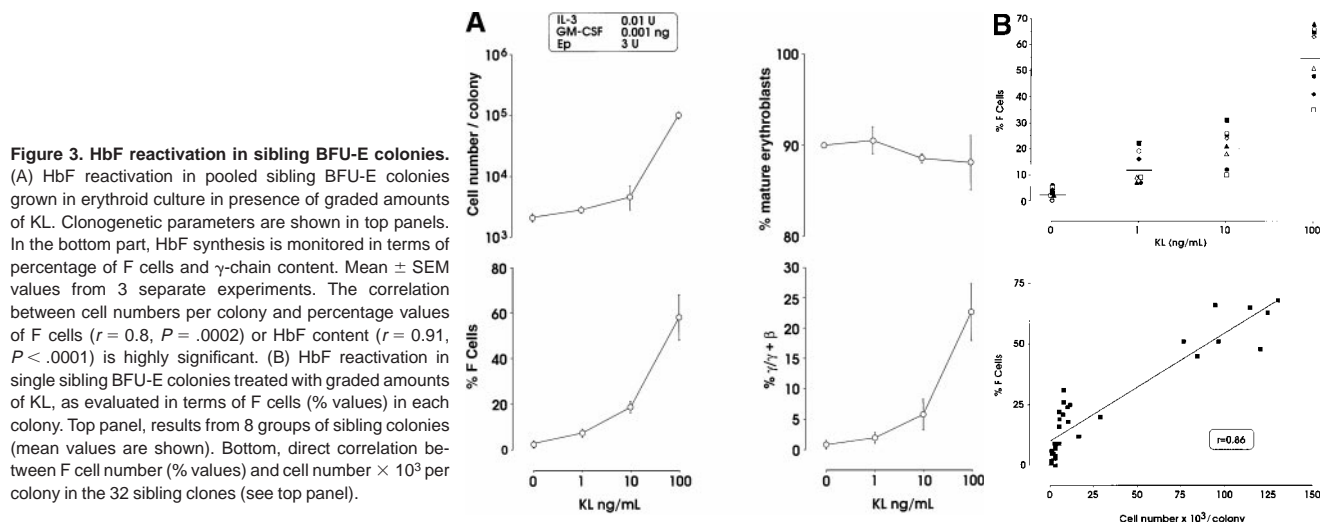 Figure 3. HbF reactivation in sibling BFU-E colonies.
(A) HbF reactivation in pooled sibling BFU-E colonies
grown in erythroid culture in presence of graded amounts
of KL. Clonogenetic parameters are shown in top panels.
In the bottom part, HbF synthesis is monitored in terms of
percentage of F cells and γ-chain content. Mean ± SEM
values from 3 separate experiments. The correlation
between cell numbers per colony and percentage values
of F cells (r = 0.8, P = .0002) or HbF content (r = 0.91,
P < .0001) is highly significant. (B) HbF reactivation in
single sibling BFU-E colonies treated with graded amounts
of KL, as evaluated in terms of F cells (% values) in each
colony. Top panel, results from 8 groups of sibling colonies
(mean values are shown). Bottom, direct correlation be-
tween F cell number (% values) and cell number × 10³ per
colony in the 32 sibling clones (see top panel).
A
IL-3 0.01 U
GM-CSF 0.001 ng
Ep 3 U
Cell number / colony
10⁶
10⁵
10⁴
10³
% mature erythroblasts
100
90
80
% F Cells
80
60
40
20
0
0 1 10 100
KL ng/mL
% γ/γ + β
30
25
20
15
10
5
0
0 1 10 100
KL ng/mL
B
% F Cells
70
60
50
40
30
20
10
0
0 1 10 100
KL (ng/mL)
% F Cells
75
50
25
0
r=0.86
0 25 50 75 100 125 150
Cell number x 10³/colony